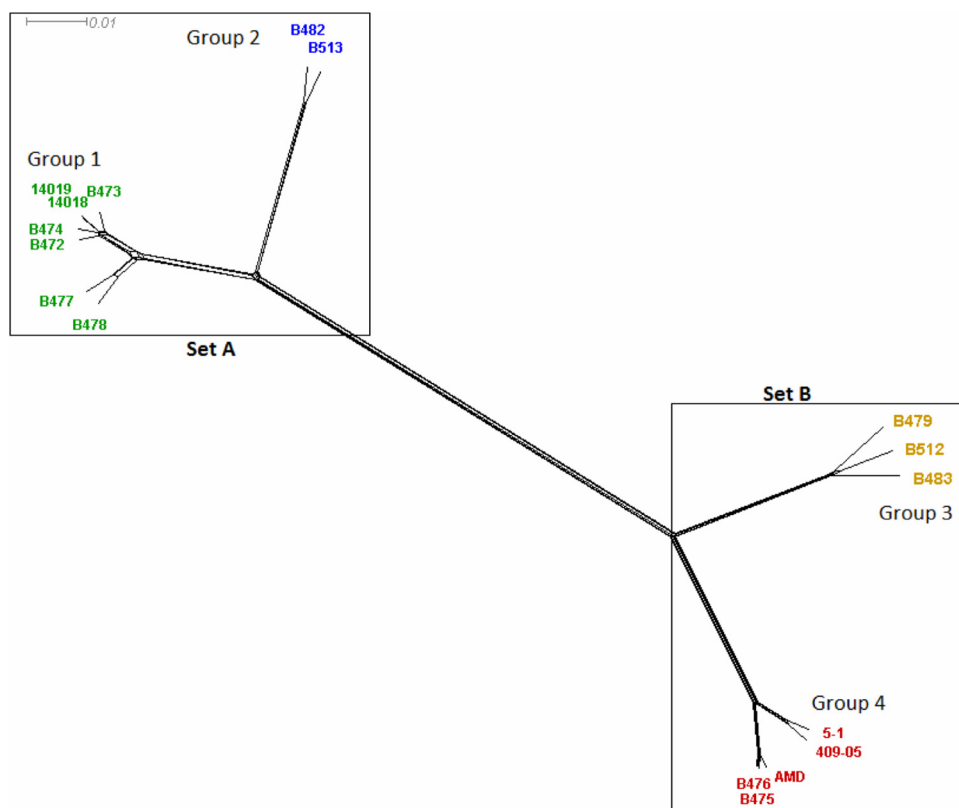 0.01
Group 2
B482
B513
Group 1
14019 B473
14018
B474
B472
B477
B478
Set A
Set B
B479
B512
B483
Group 3
Group 4
5-1
409-05
B476 AMD
B475